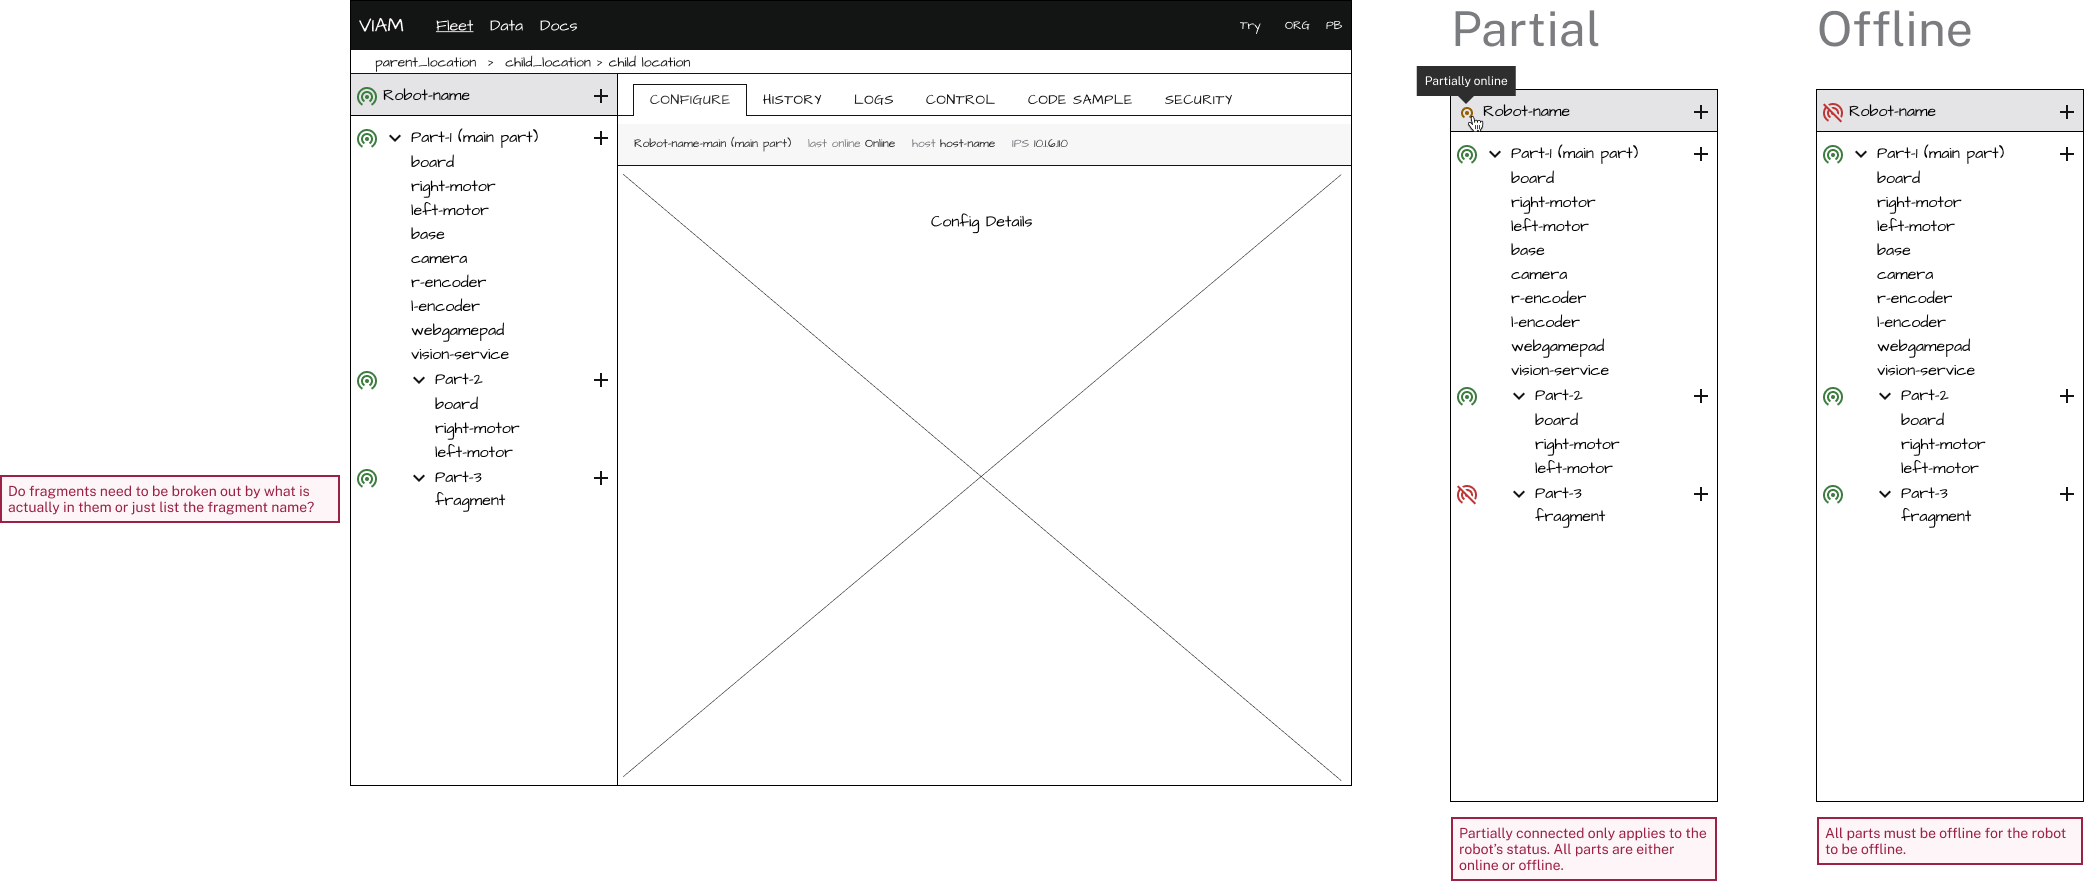 VIAM Fleet Data Docs Try ORG PB
parent_location > child_location > child location
Robot-name
Part-1 (main part)
board
right-motor
left-motor
base
camera
r-encoder
l-encoder
webgamepad
vision-service
Part-2
board
right-motor
left-motor
Part-3
fragment
CONFIGURE HISTORY LOGS CONTROL CODE SAMPLE SECURITY
Robot-name-main (main part) last online Online host host-name IPS 10.1.6.110
Config Details
Do fragments need to be broken out by what is
actually in them or just list the fragment name?
Partial
Partially online
Robot-name
Part-1 (main part)
board
right-motor
left-motor
base
camera
r-encoder
l-encoder
webgamepad
vision-service
Part-2
board
right-motor
left-motor
Part-3
fragment
Partially connected only applies to the
robot's status. All parts are either
online or offline.
Offline
Robot-name
Part-1 (main part)
board
right-motor
left-motor
base
camera
r-encoder
l-encoder
webgamepad
vision-service
Part-2
board
right-motor
left-motor
Part-3
fragment
All parts must be offline for the robot
to be offline.